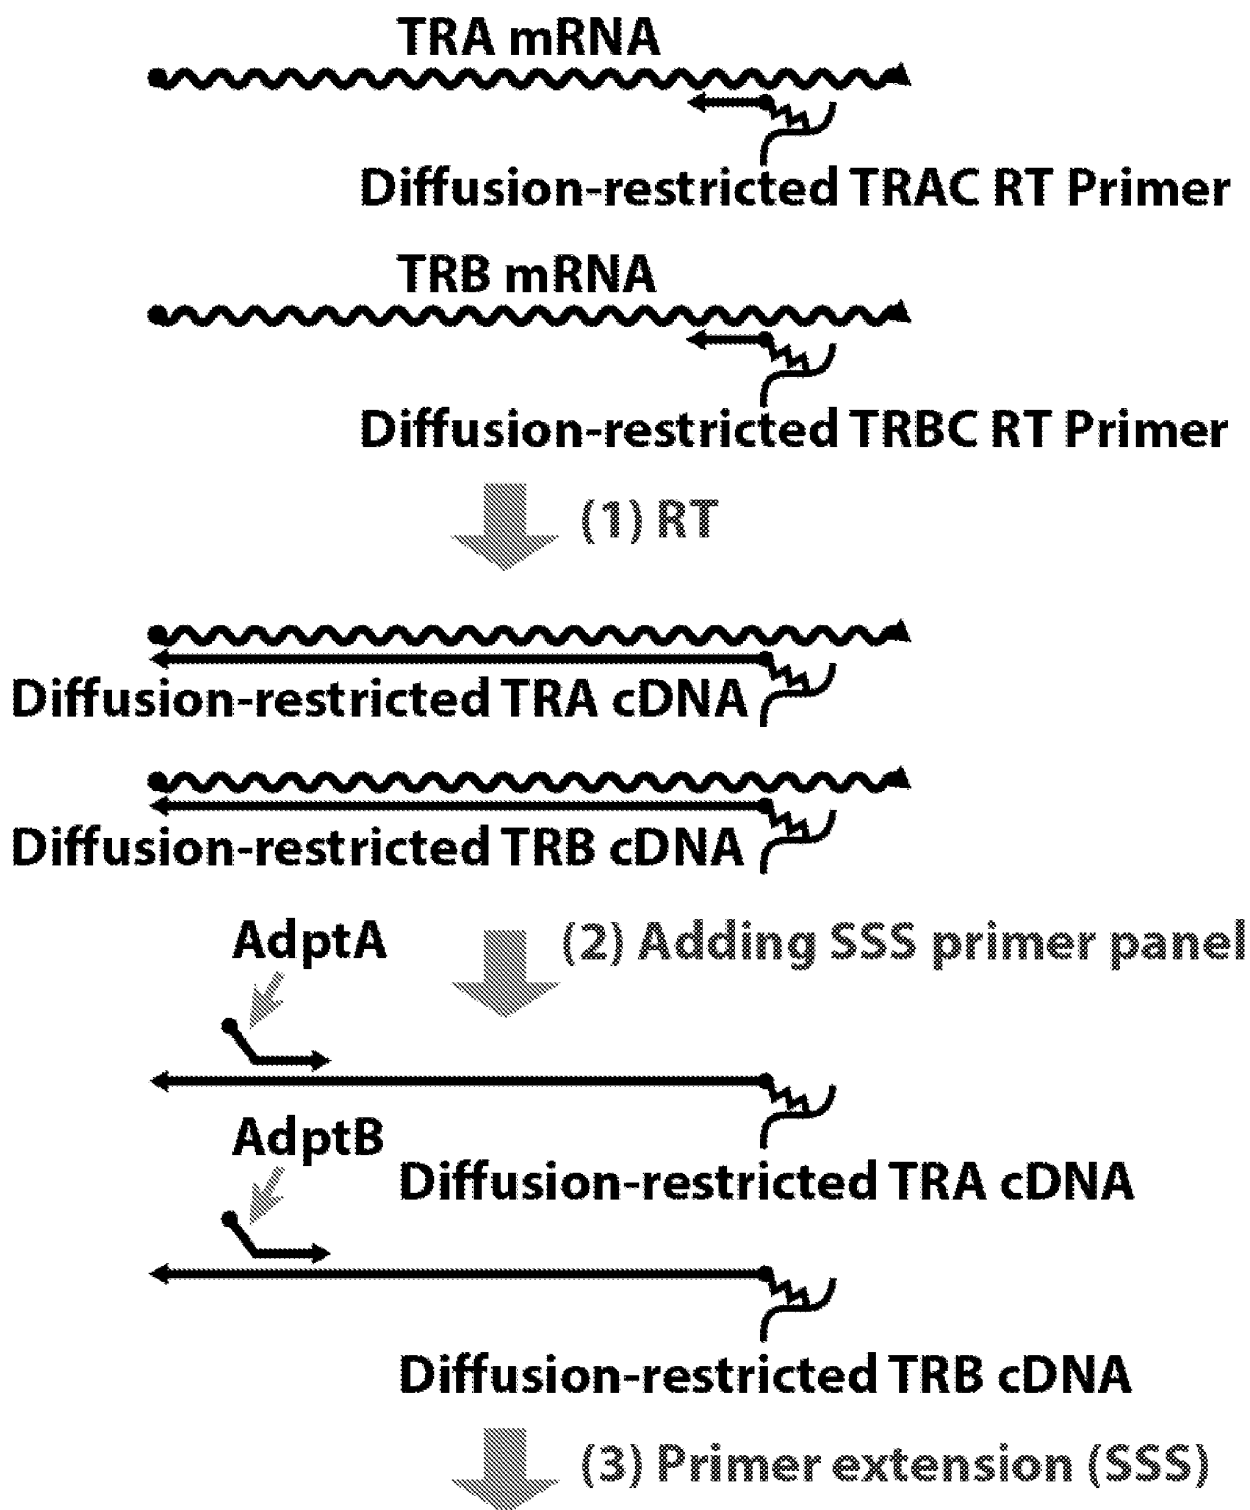 TRA mRNA
Diffusion-restricted TRAC RT Primer
TRB mRNA
Diffusion-restricted TRBC RT Primer
(1) RT
Diffusion-restricted TRA cDNA
Diffusion-restricted TRB cDNA
AdptA
(2) Adding SSS primer panel
AdptB
Diffusion-restricted TRA cDNA
Diffusion-restricted TRB cDNA
(3) Primer extension (SSS)